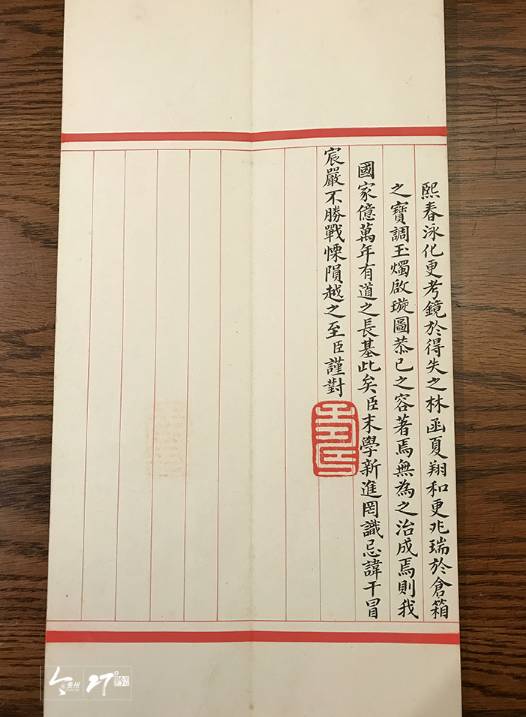 熙春泳化更考鏡於得失之林函夏翔和更兆瑞於倉箱
之寶調玉燭啟璇圖恭己之容著焉無為之治成焉則我
國家億萬年有道之長基此矣臣末學新進罔識忌諱干冒
宸嚴不勝戰慄隕越之至臣謹對
27°